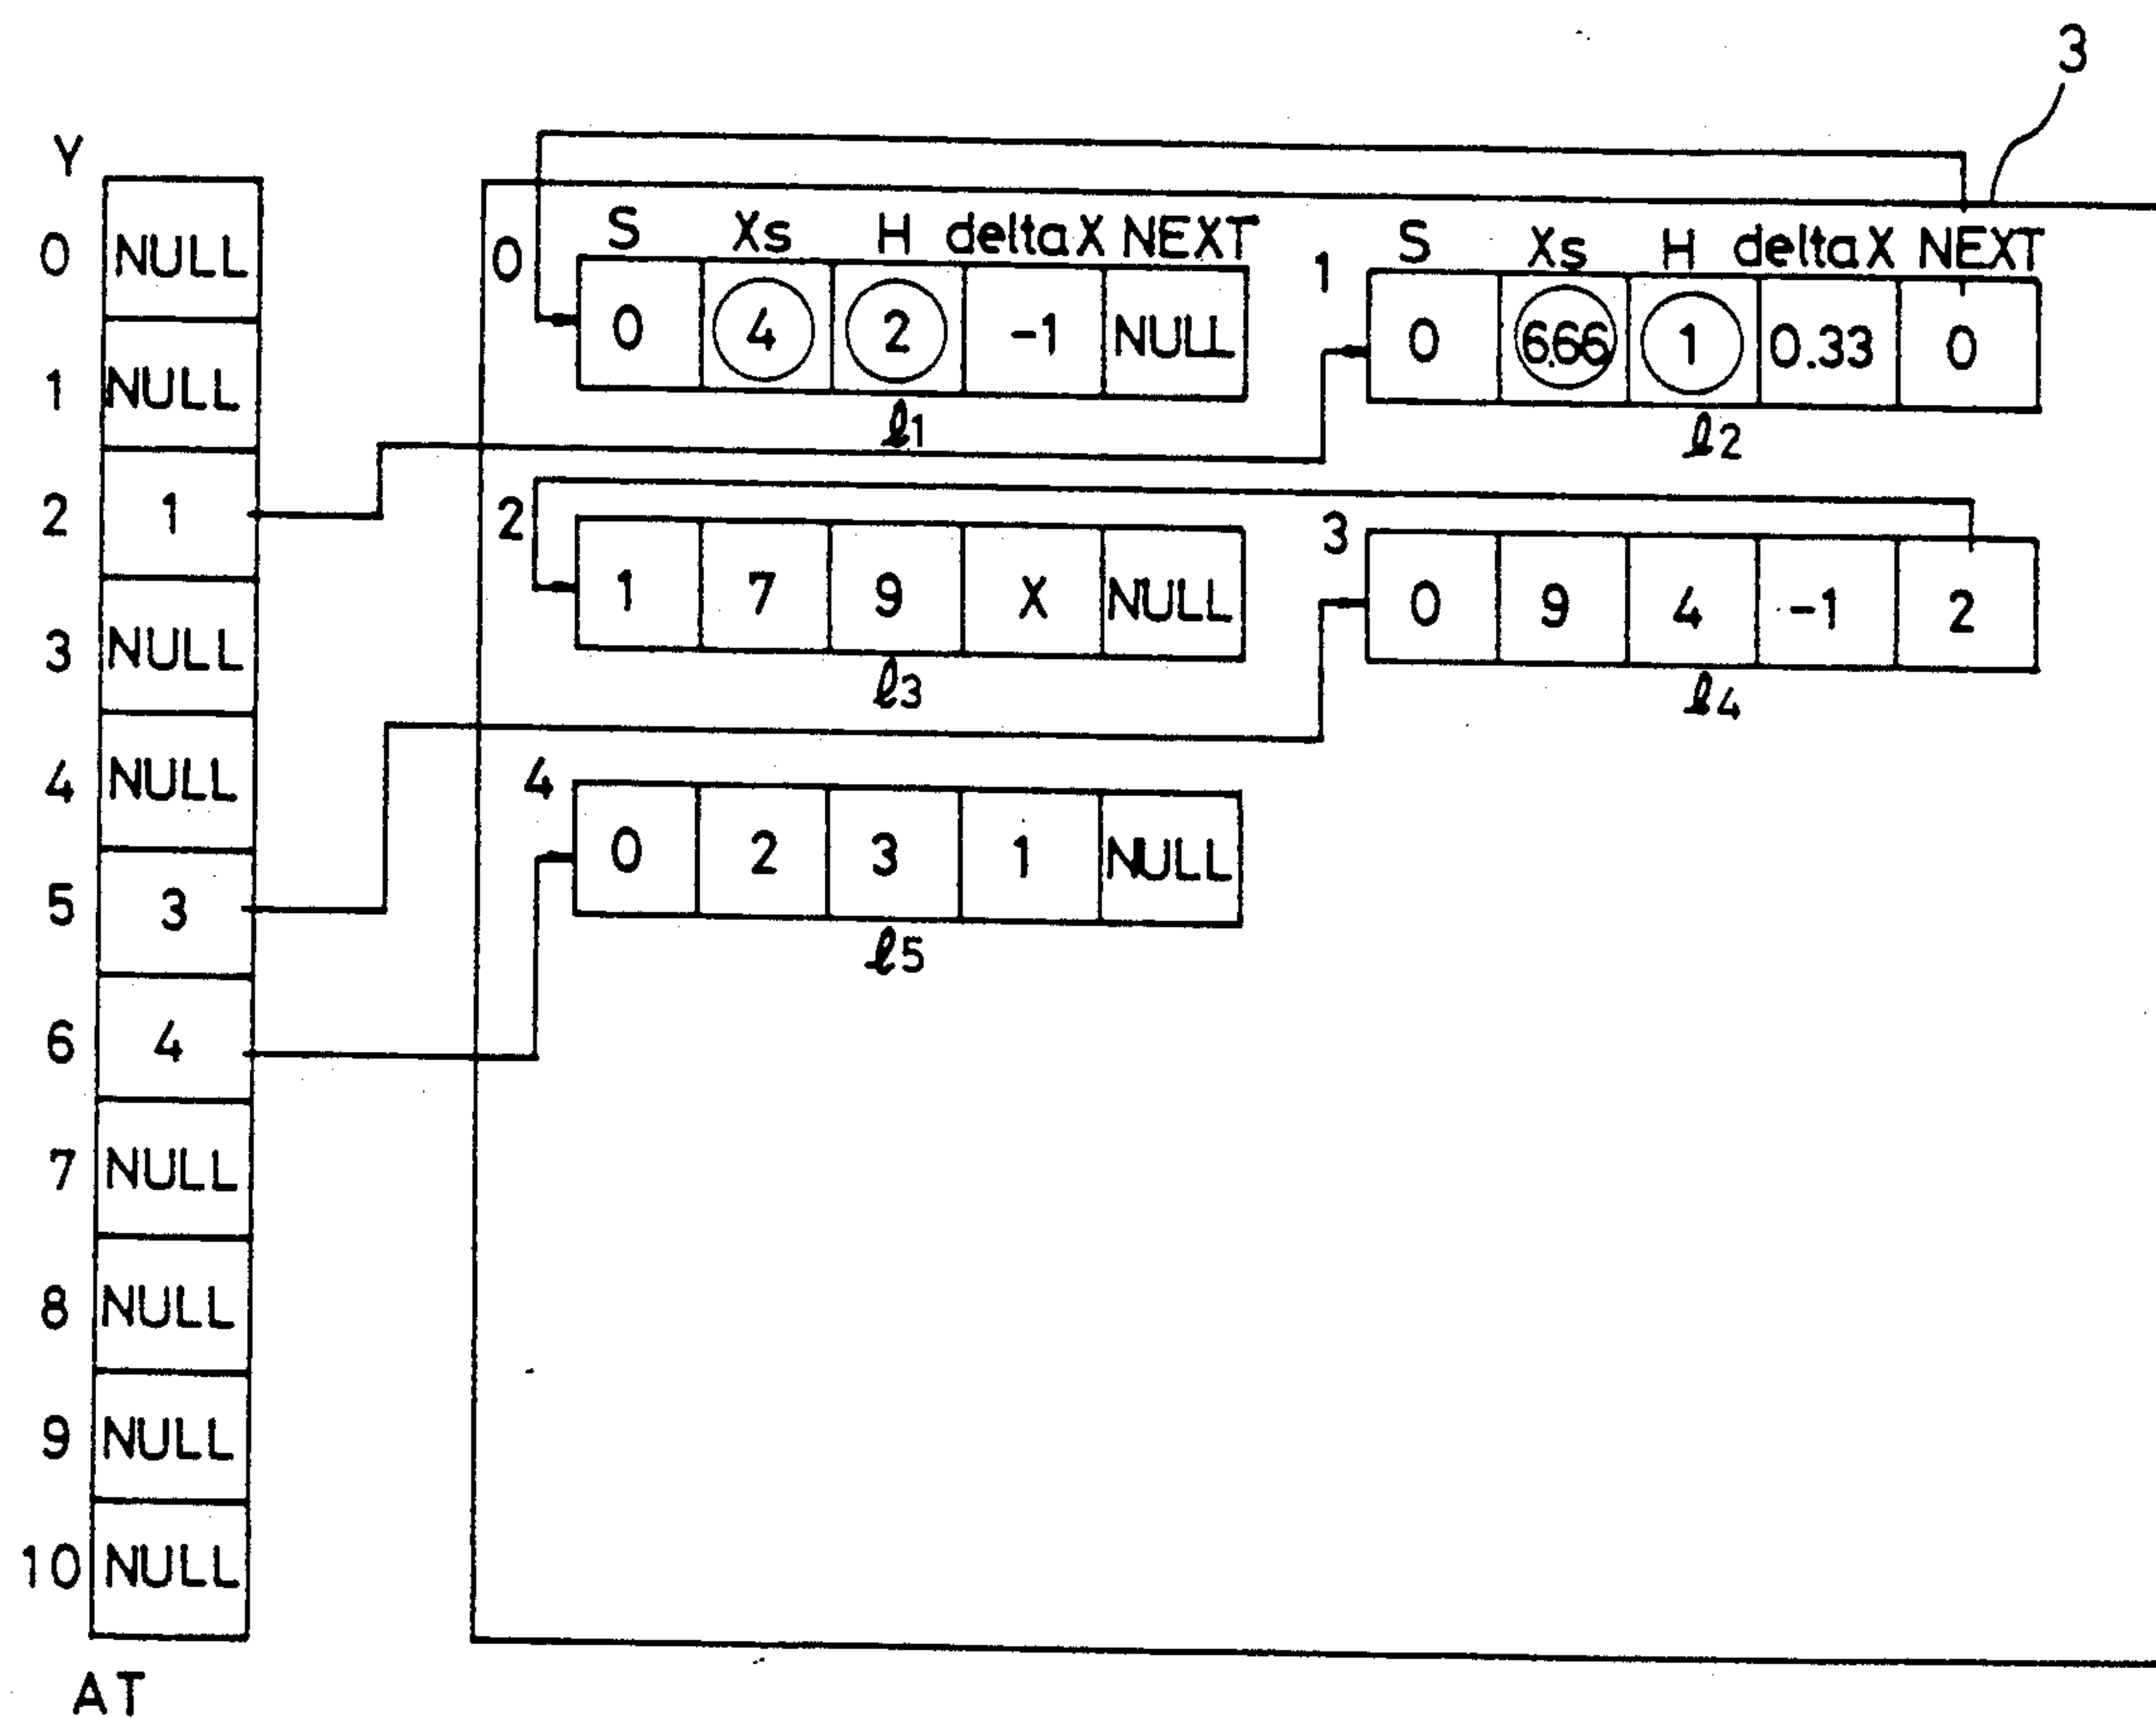 3
Y
0 NULL
1 NULL
2 1
3 NULL
4 NULL
5 3
6 4
7 NULL
8 NULL
9 NULL
10 NULL
AT
0
S Xs H deltaX NEXT
0 4 2 -1 NULL
ℓ1
1
S Xs H deltaX NEXT
0 6.66 1 0.33 0
ℓ2
2
1 7 9 X NULL
ℓ3
3
0 9 4 -1 2
ℓ4
4
0 2 3 1 NULL
ℓ5